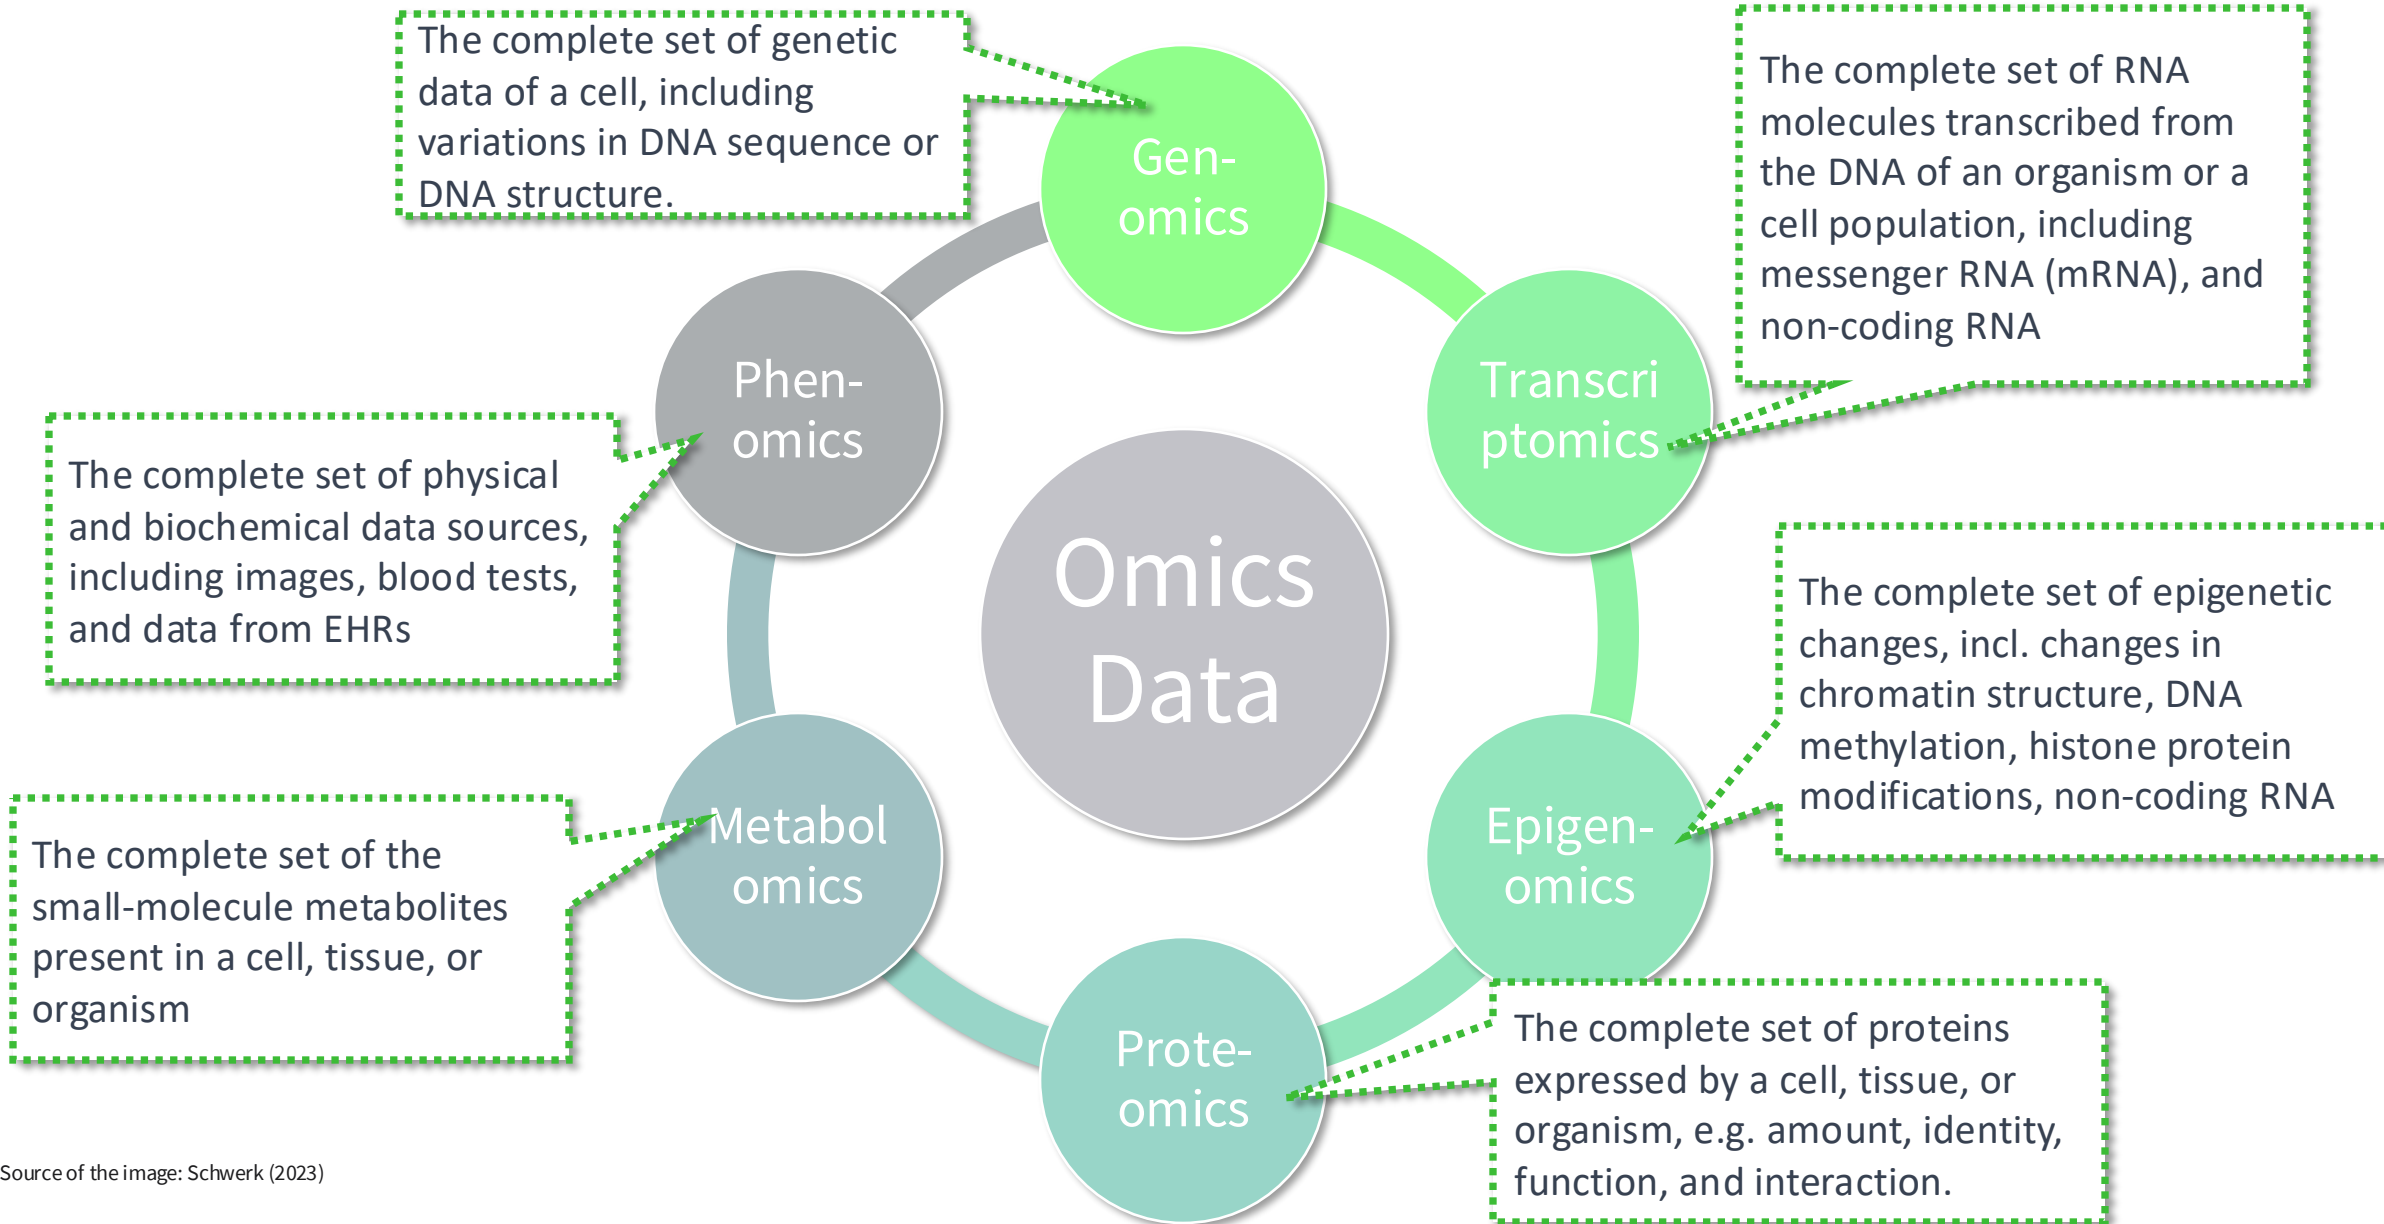 The complete set of genetic
data of a cell, including
variations in DNA sequence or
DNA structure.
Gen-
omics
The complete set of RNA
molecules transcribed from
the DNA of an organism or a
cell population, including
messenger RNA (mRNA), and
non-coding RNA
Transcri
ptomics
Phen-
omics
The complete set of physical
and biochemical data sources,
including images, blood tests,
and data from EHRs
Omics
Data
The complete set of epigenetic
changes, incl. changes in
chromatin structure, DNA
methylation, histone protein
modifications, non-coding RNA
Epigen-
omics
Metabol
omics
The complete set of the
small-molecule metabolites
present in a cell, tissue, or
organism
Prote-
omics
The complete set of proteins
expressed by a cell, tissue, or
organism, e.g. amount, identity,
function, and interaction.
Source of the image: Schwerk (2023)